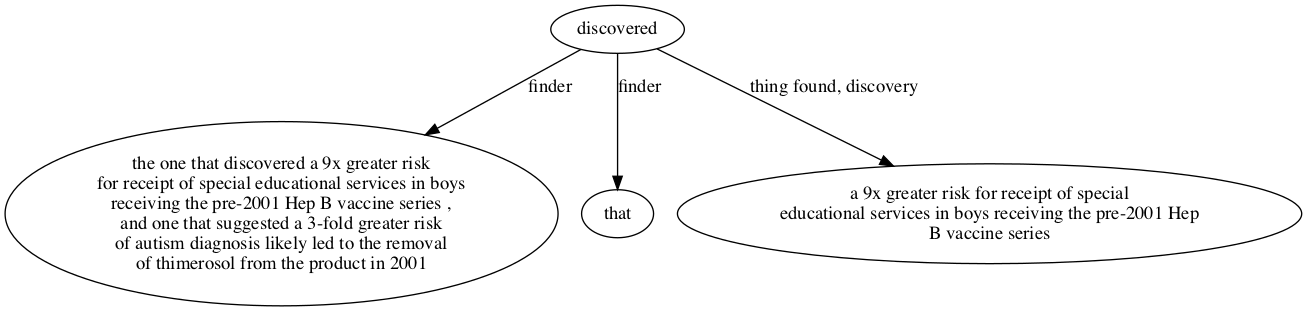 discovered
finder
finder
thing found, discovery
the one that discovered a 9x greater risk
for receipt of special educational services in boys
receiving the pre-2001 Hep B vaccine series ,
and one that suggested a 3-fold greater risk
of autism diagnosis likely led to the removal
of thimerosol from the product in 2001
that
a 9x greater risk for receipt of special
educational services in boys receiving the pre-2001 Hep
B vaccine series